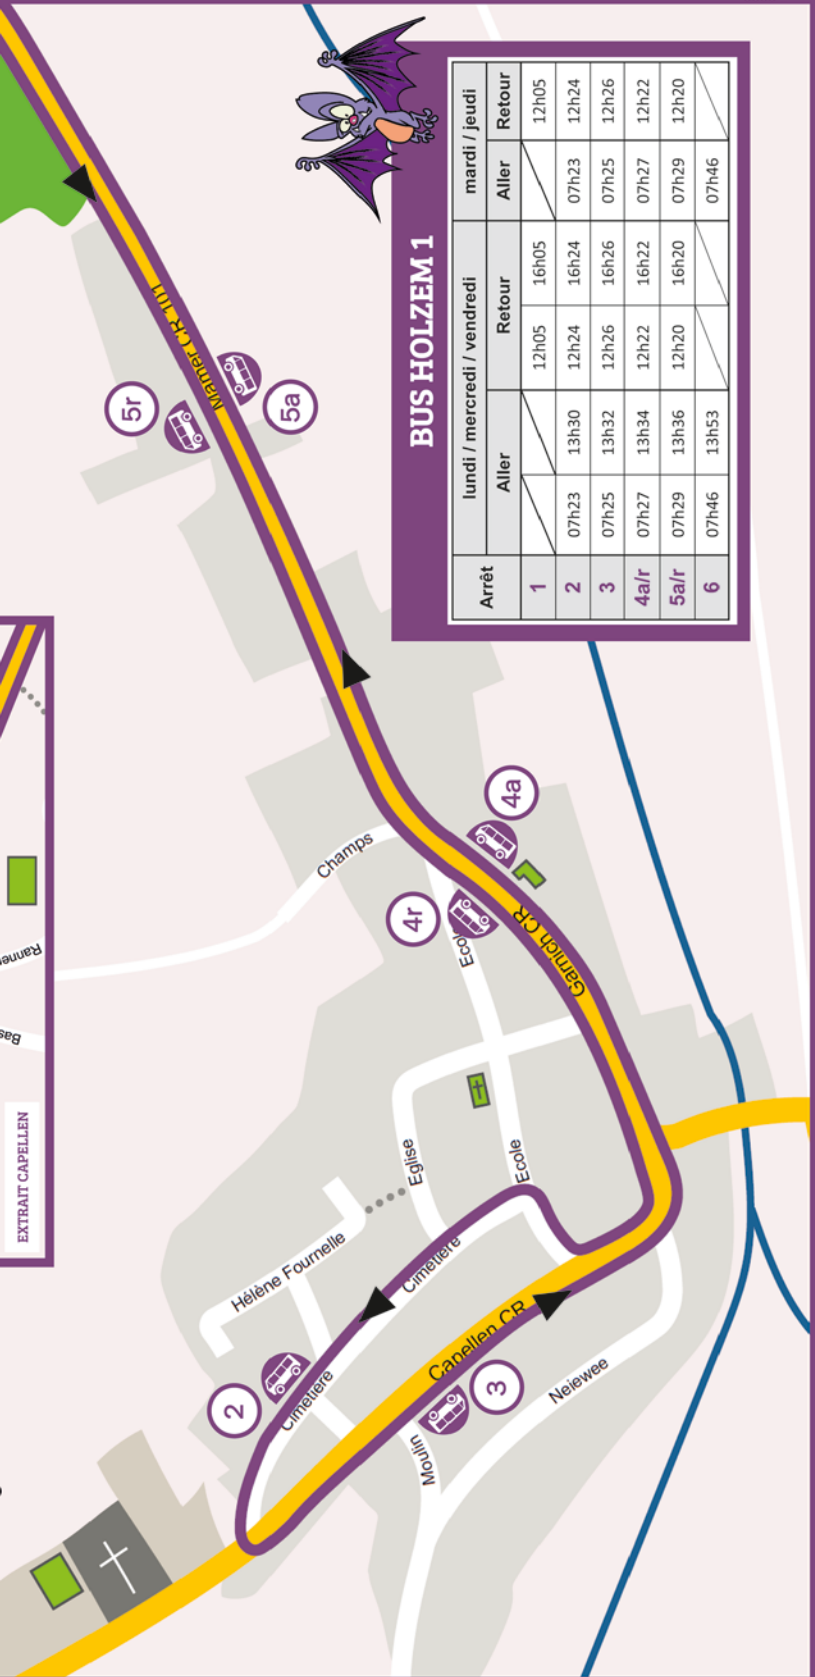 BUS HOLZEM 1
Arrêt lundi / mercredi / vendredi mardi / jeudi
Aller Retour Aller Retour
1 12h05 16h05 12h05
2 07h23 13h30 12h24 16h24 07h23 12h24
3 07h25 13h32 12h26 16h26 07h25 12h26
4a/r 07h27 13h34 12h22 16h22 07h27 12h22
5a/r 07h29 13h36 12h20 16h20 07h29 12h20
6 07h46 13h53 07h46
EXTRAIT CAPELLEN
Mamer CR 101
5r
5a
Champs
4r
4a
Ecole
Garnich CR
Eglise
Ecole
Hélène Fournelle
Cimetière
Capellen CR
2
Cimetière
3
Moulin
Neiewee